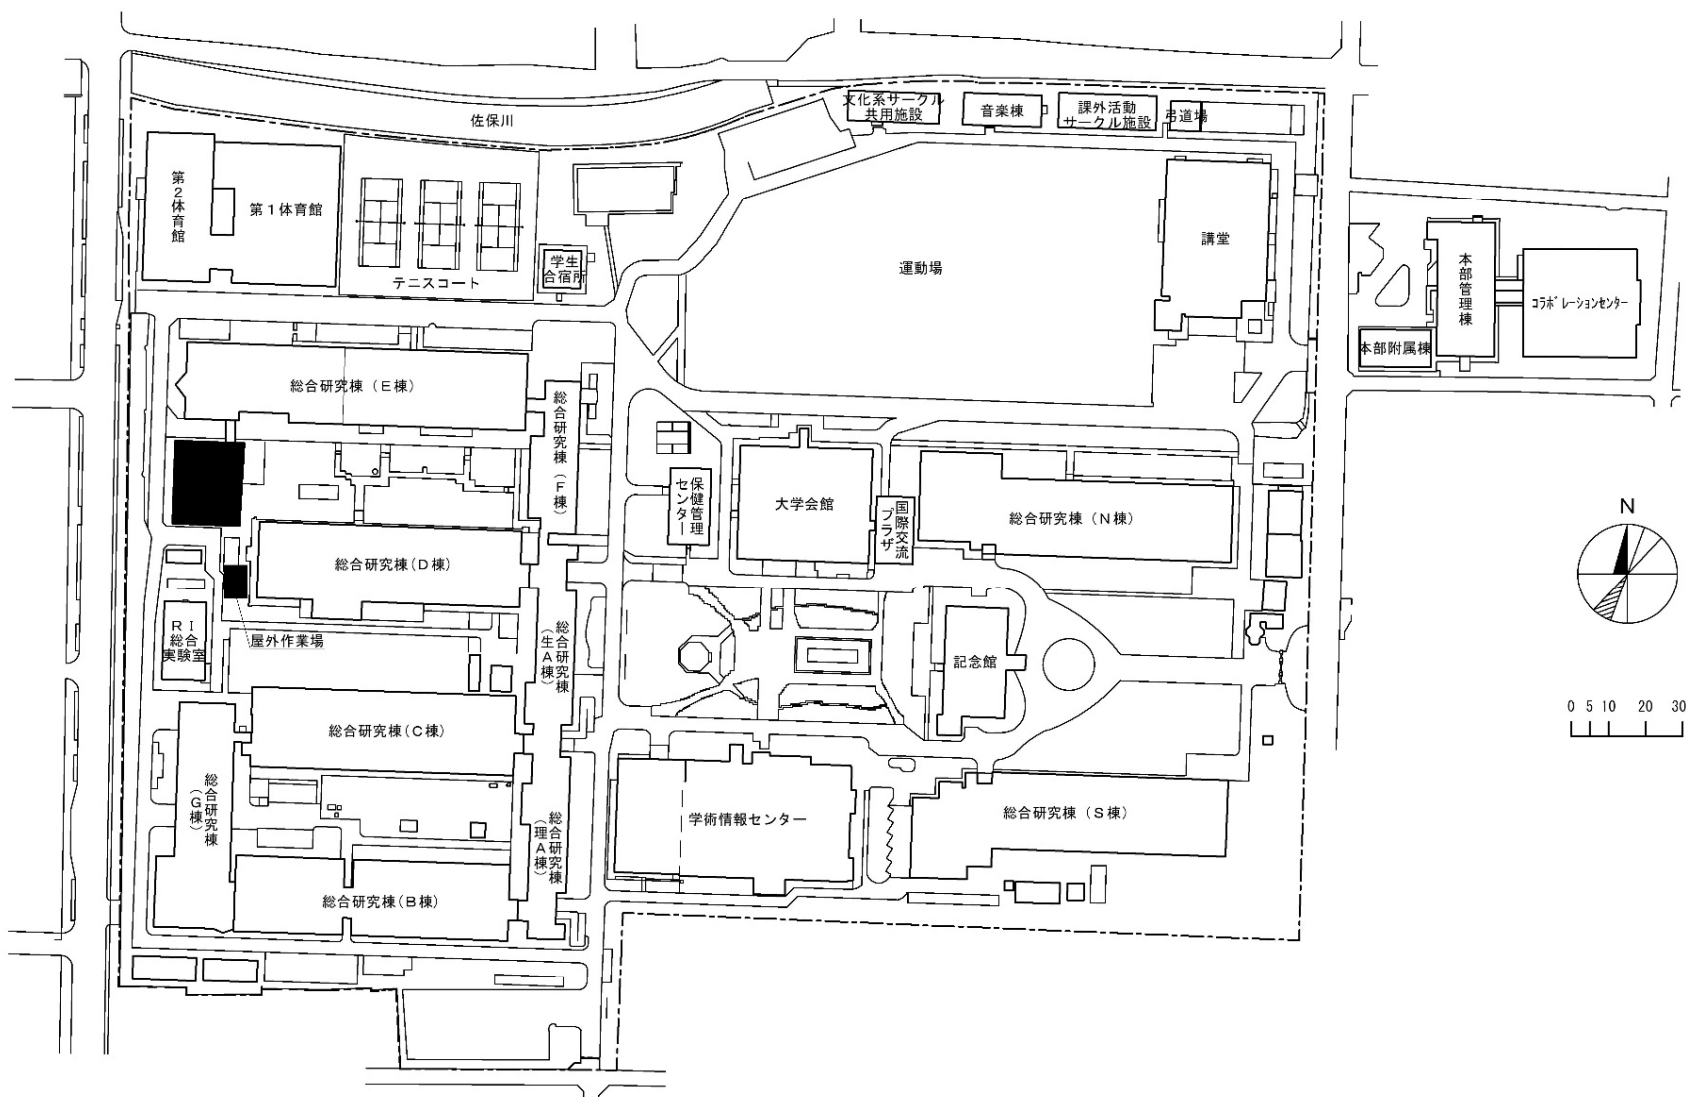 文化系サークル
共用施設
音楽棟
課外活動
サークル施設
弓道場
佐保川
第2体育館
第1体育館
テニスコート
学生
合宿所
運動場
講堂
本部管理棟
コラボレーションセンター
本部附属棟
総合研究棟（E棟）
総合研究棟（F棟）
保健管理
センター
大学会館
国際交流
プラザ
総合研究棟（N棟）
N
総合研究棟(D棟)
RI
総合
実験室
屋外作業場
総合研究棟
(生A棟)
記念館
0 5 10 20 30
総合研究棟(C棟)
総合研究棟
(G棟)
総合研究棟
(理A棟)
学術情報センター
総合研究棟（S棟）
総合研究棟(B棟)